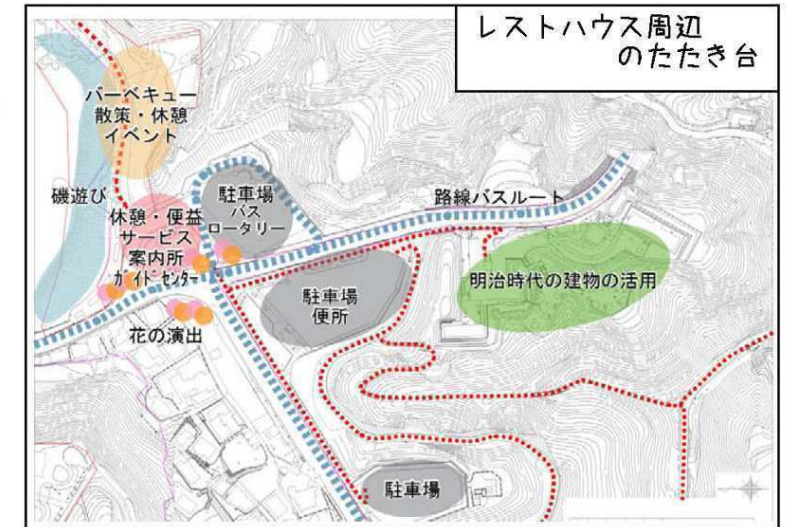 レストハウス周辺
のたたき台
バーベキュー
散策・休憩
イベント
磯遊び
休憩・便益
サービス
案内所
ガイドセンター
駐車場
バス
ロータリー
路線バスルート
駐車場
便所
明治時代の建物の活用
花の演出
駐車場